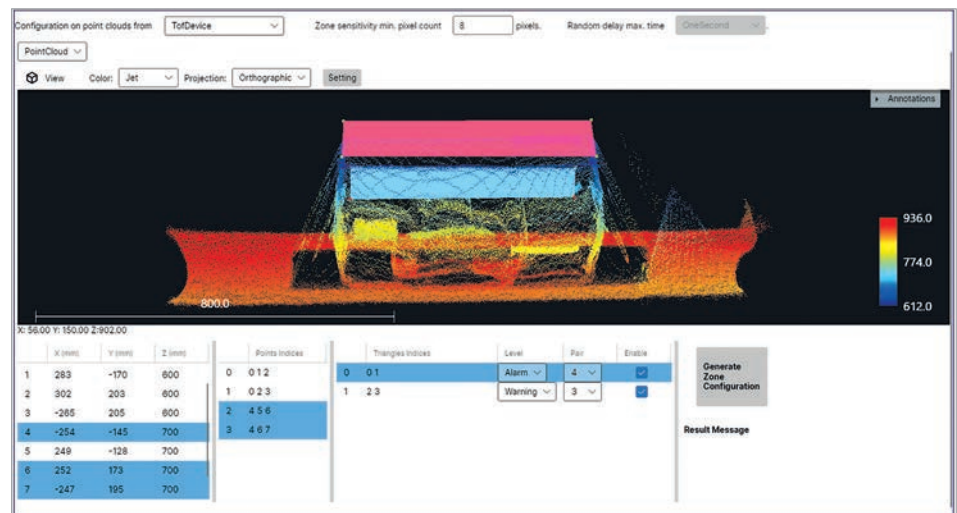 Configuration on point clouds from TofDevice Zone sensitivity min. pixel count 8 pixels. Random delay max. time OneSecond
PointCloud
View Color: Jet Projection: Orthographic Setting
Annotations
936.0
774.0
612.0
800.0
X: 56.00 Y: 150.00 Z:902.00
X (mm) Y (mm) Z (mm)
1 283 -170 600
2 302 203 600
3 -265 205 600
4 -254 -145 700
5 249 -128 700
6 252 173 700
7 -247 195 700
Points Indices
0 0 1 2
1 0 2 3
2 4 5 6
3 4 6 7
Triangles Indices Level Pair Enable
0 0 1 Alarm 4
1 2 3 Warning 3
Generate
Zone
Configuration
Result Message